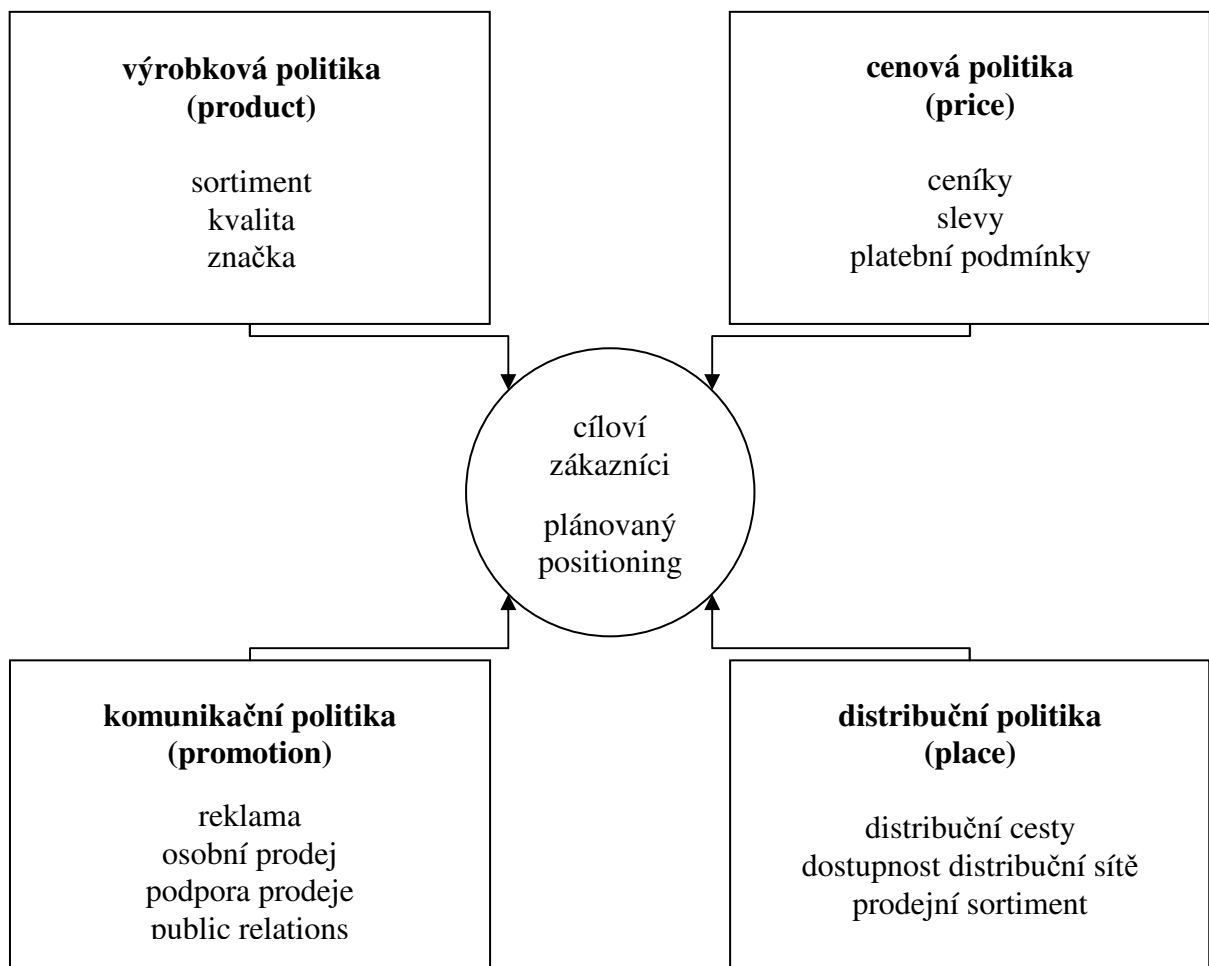 výrobková politika
(product)
sortiment
kvalita
značka
cenová politika
(price)
ceníky
slevy
platební podmínky
cíloví
zákazníci
plánovaný
positioning
komunikační politika
(promotion)
reklama
osobní prodej
podpora prodeje
public relations
distribuční politika
(place)
distribuční cesty
dostupnost distribuční sítě
prodejní sortiment